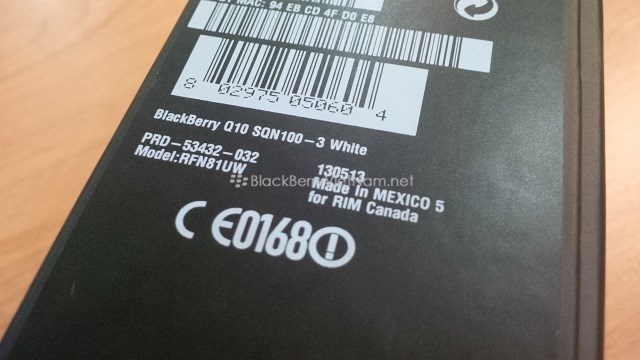 BT MAC: 94 EB CD 4F D0 E8
8 02975 05060 4
BlackBerry Q10 SQN100-3 White
PRD-53432-032
Model:RFN81UW
130513
Made In MEXICO 5
for RIM Canada
BlackBerryVietnam.net
CE0168